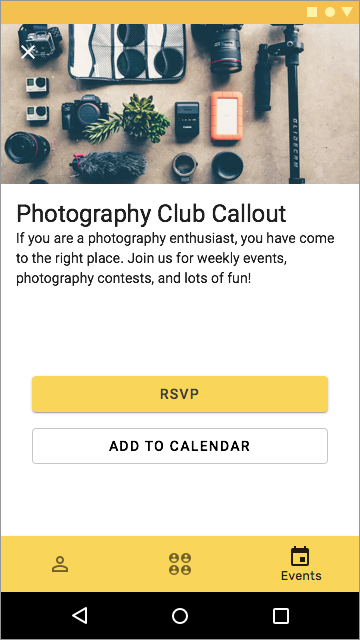 GLIDECAM
Photography Club Callout
If you are a photography enthusiast, you have come
to the right place. Join us for weekly events,
photography contests, and lots of fun!
RSVP
ADD TO CALENDAR
Events